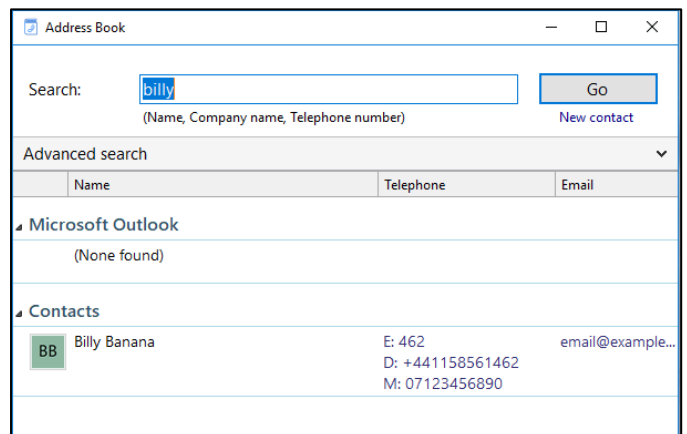 Address Book
Search: billy Go
(Name, Company name, Telephone number) New contact
Advanced search
Name Telephone Email
Microsoft Outlook
(None found)
Contacts
BB Billy Banana E: 462 email@example...
D: +441158561462
M: 07123456890